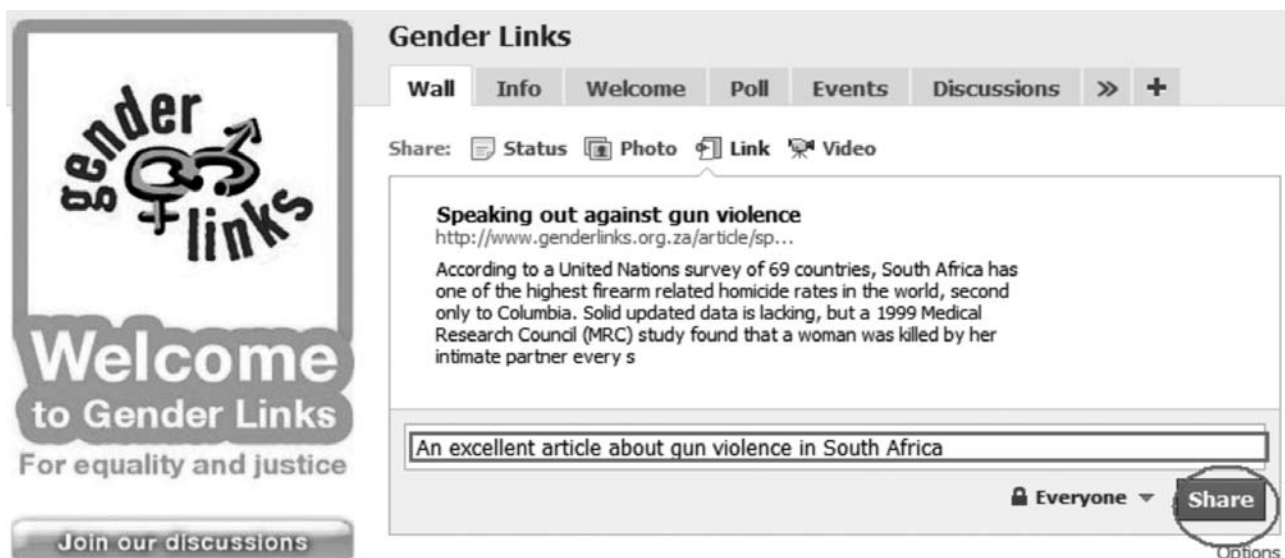 gender
links
Welcome
to Gender Links
For equality and justice
Join our discussions
Gender Links
Wall Info Welcome Poll Events Discussions » +
Share: Status Photo Link Video
Speaking out against gun violence
http://www.genderlinks.org.za/article/sp...
According to a United Nations survey of 69 countries, South Africa has
one of the highest firearm related homicide rates in the world, second
only to Columbia. Solid updated data is lacking, but a 1999 Medical
Research Council (MRC) study found that a woman was killed by her
intimate partner every s
An excellent article about gun violence in South Africa
Everyone Share
Options